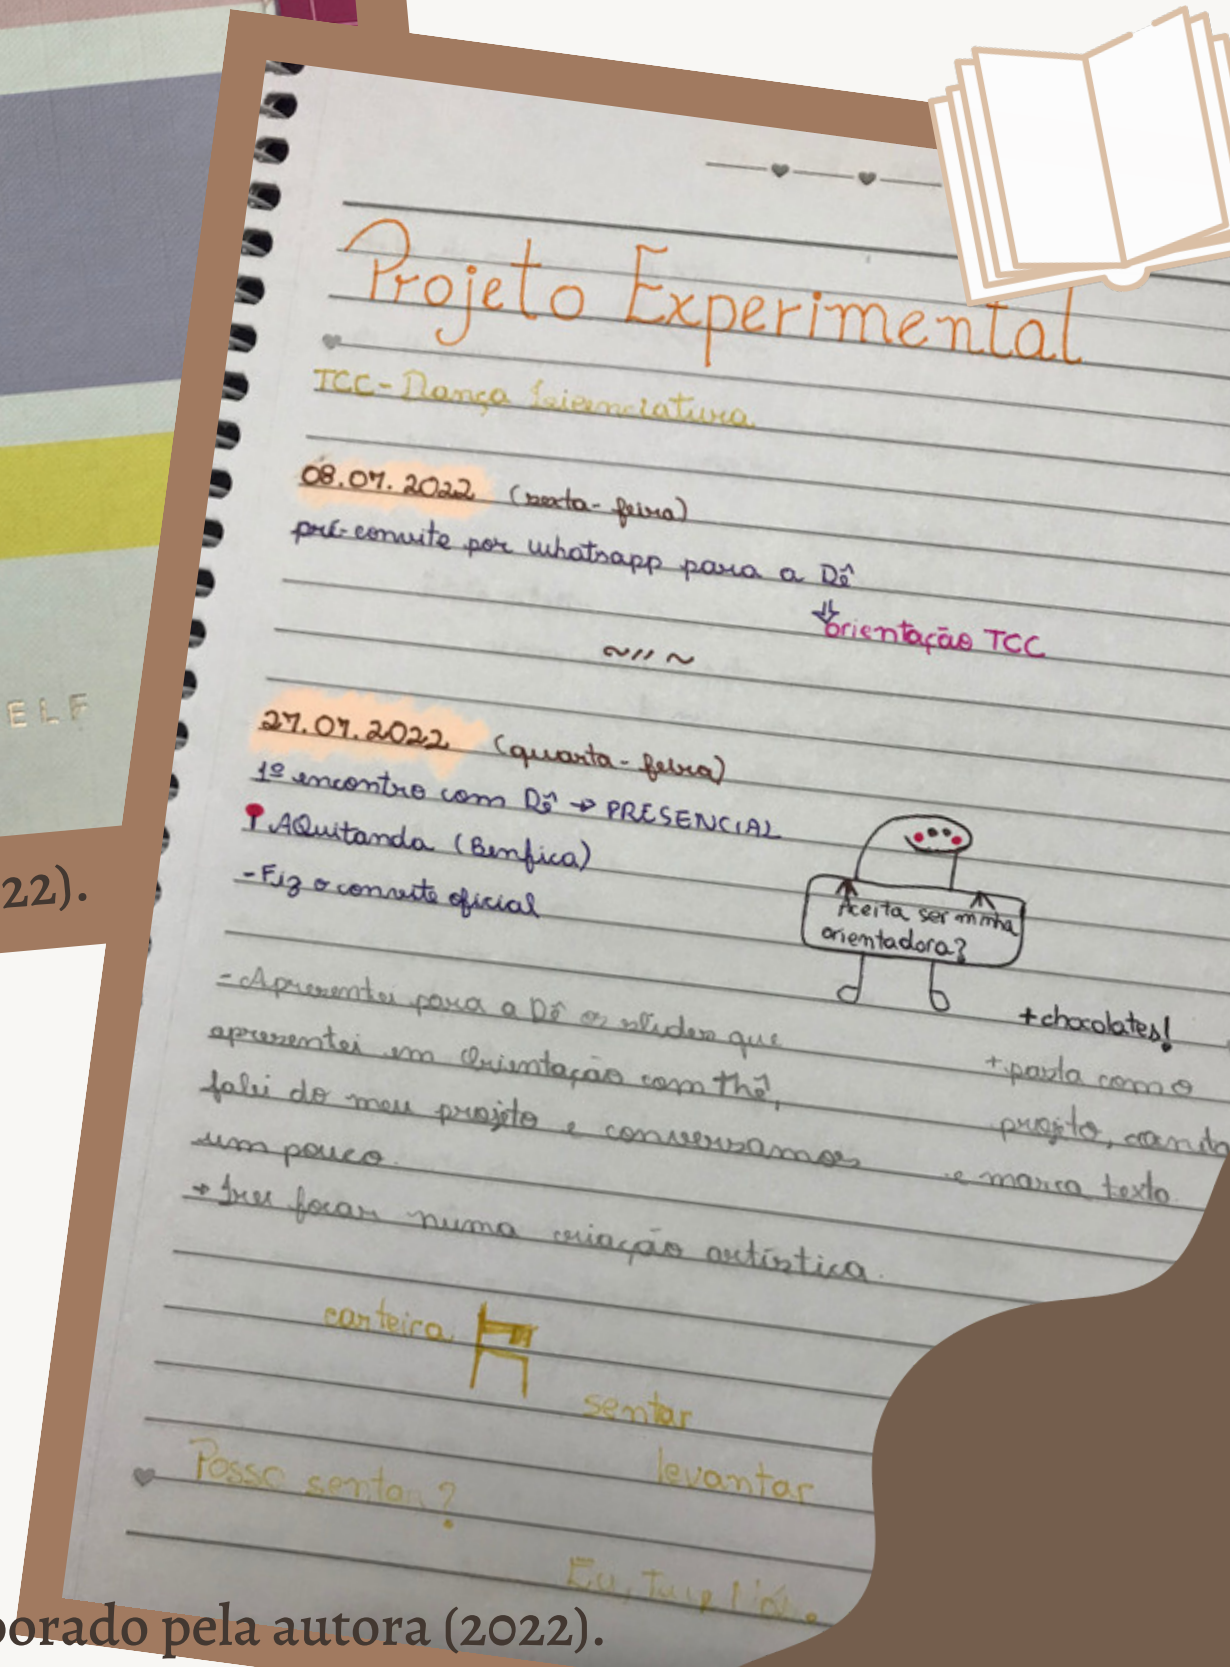 ELF
22).
Projeto Experimental
TCC - Dança Licenciatura
08.07.2022 (sexta-feira)
pré-convite por whatsapp para a Dê
orientação TCC
~ // ~
27.07.2022 (quarta-feira)
1º encontro com Dê → PRESENCIAL
AQuitanda (Benfica)
- Fiz o convite oficial
Aceita ser minha
orientadora?
+chocolates!
- Apresentei para a Dê os slides que
apresentei em Orientação com Thê,
falei do meu projeto e conversamos
um pouco.
+ pasta com o
projeto,
e marca texto.
→ Irei focar numa criação artística.
carteira
sentar
levantar
Posso sentar?
Eu, Tu e Nós
borado pela autora (2022).